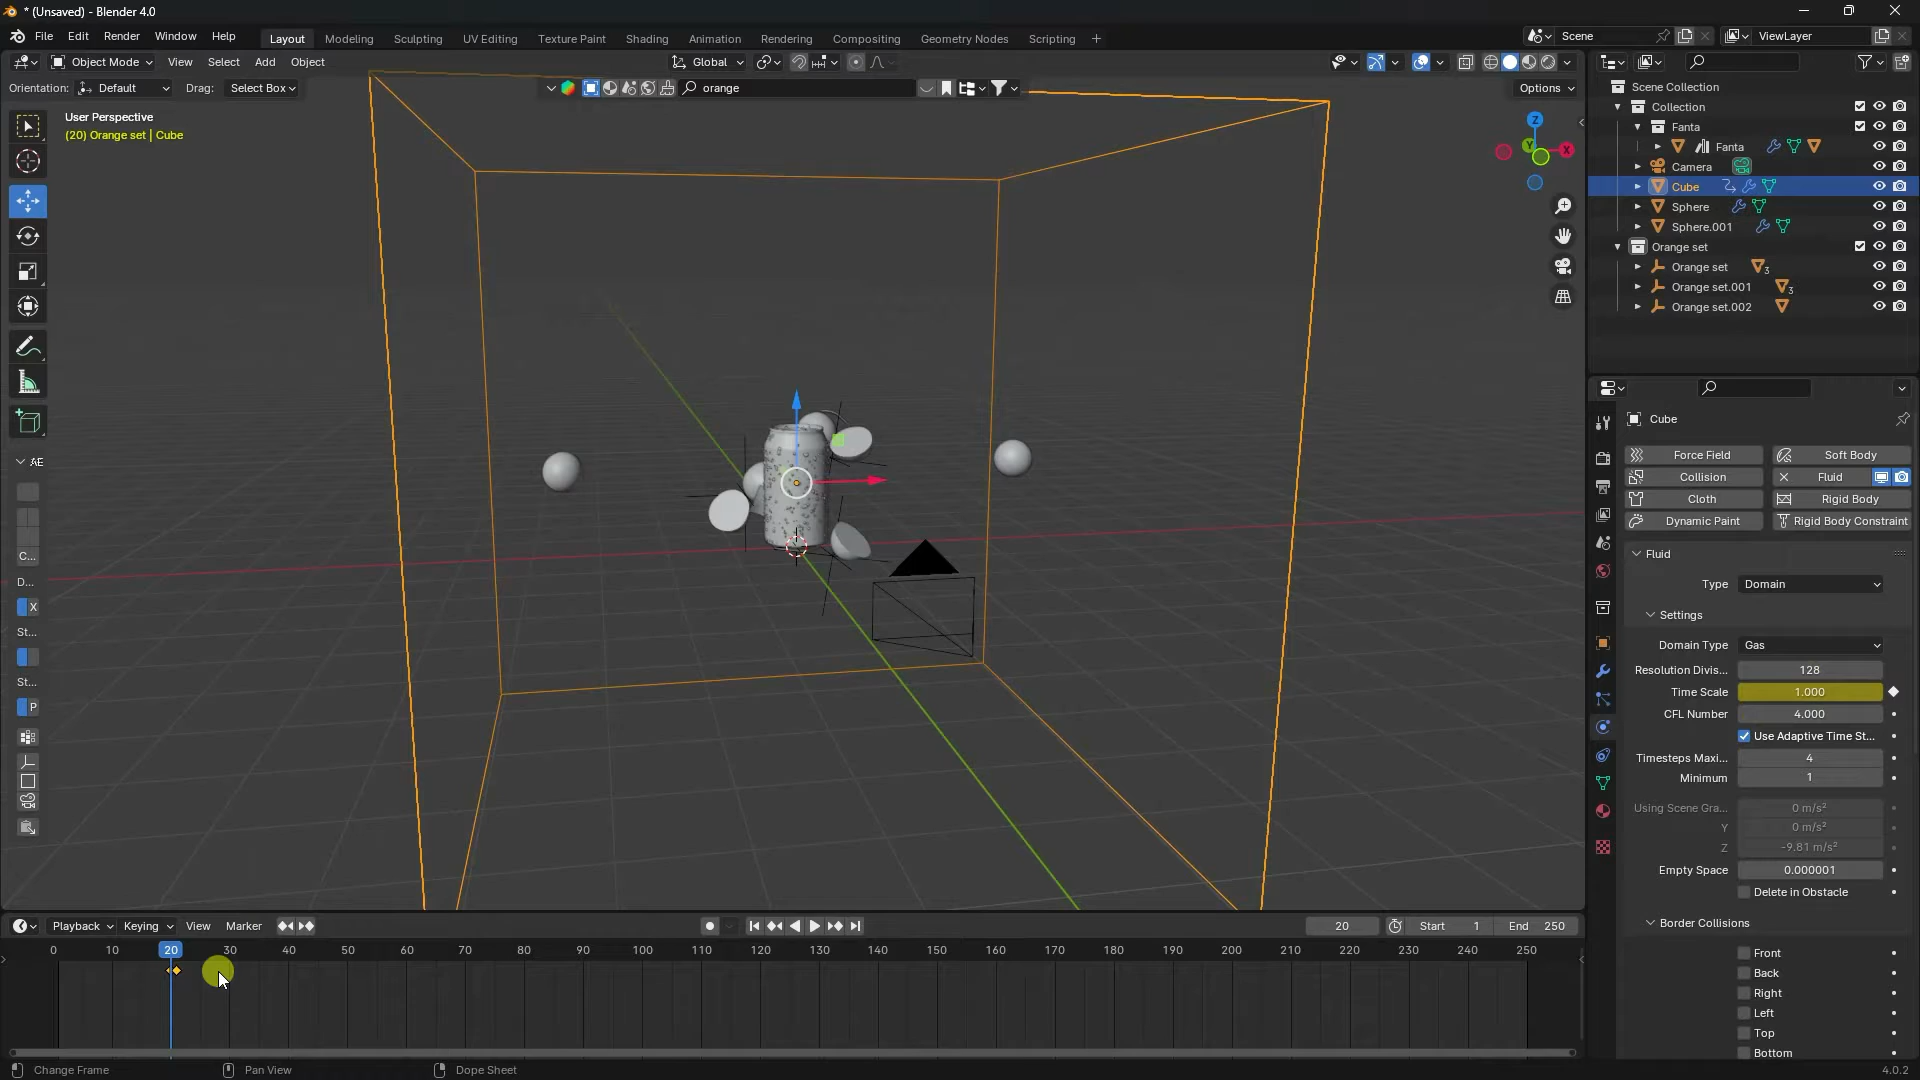 * (Unsaved) - Blender 4.0
File Edit Render Window Help
Layout Modeling Sculpting UV Editing Texture Paint Shading Animation Rendering Compositing Geometry Nodes Scripting +
Scene
ViewLayer
Object Mode View Select Add Object
Global
Orientation: Default Drag: Select Box
orange
Options
User Perspective
(20) Orange set | Cube
Z
Y
X
AE
C...
D...
X
St...
St...
P
Scene Collection
Collection
Fanta
Fanta
Camera
Cube
Sphere
Sphere.001
Orange set
Orange set
3
Orange set.001
3
Orange set.002
Cube
Force Field Soft Body
Collision Fluid
Cloth Rigid Body
Dynamic Paint Rigid Body Constraint
Fluid
Type Domain
Settings
Domain Type Gas
Resolution Divis... 128
Time Scale 1.000
CFL Number 4.000
Use Adaptive Time St...
Timesteps Maxi... 4
Minimum 1
Using Scene Gra... 0 m/s²
Y 0 m/s²
Z -9.81 m/s²
Empty Space 0.000001
Delete in Obstacle
Border Collisions
Front
Back
Right
Left
Top
Bottom
Playback Keying View Marker
20 Start 1 End 250
0 10 20 30 40 50 60 70 80 90 100 110 120 130 140 150 160 170 180 190 200 210 220 230 240 250
Change Frame Pan View Dope Sheet
4.0.2